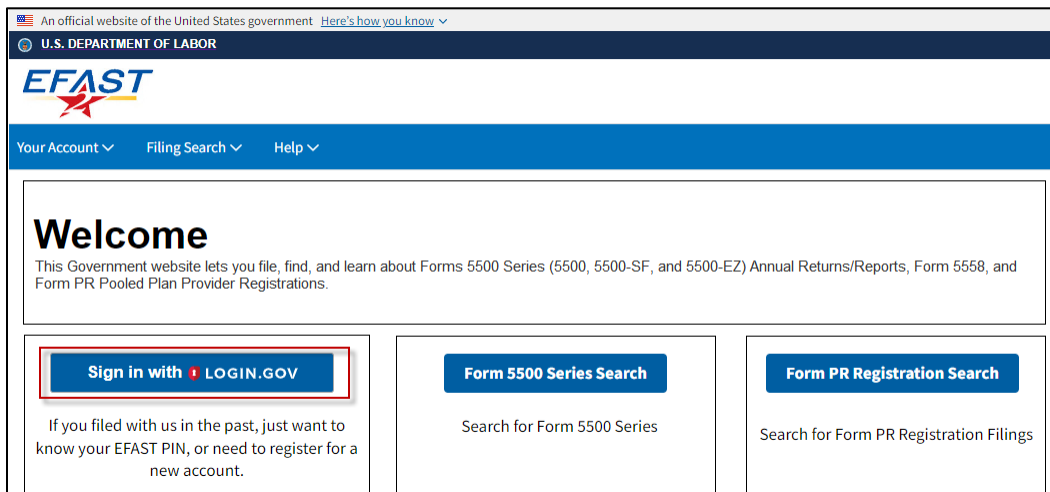 An official website of the United States government Here's how you know
U.S. DEPARTMENT OF LABOR
EFAST
Your Account Filing Search Help
Welcome
This Government website lets you file, find, and learn about Forms 5500 Series (5500, 5500-SF, and 5500-EZ) Annual Returns/Reports, Form 5558, and
Form PR Pooled Plan Provider Registrations.
Sign in with LOGIN.GOV
If you filed with us in the past, just want to
know your EFAST PIN, or need to register for a
new account.
Form 5500 Series Search
Search for Form 5500 Series
Form PR Registration Search
Search for Form PR Registration Filings